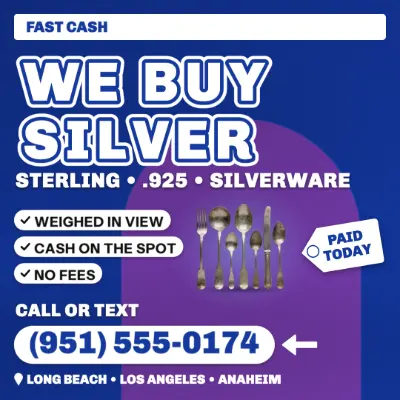 FAST CASH
WE BUY
SILVER
STERLING • .925 • SILVERWARE
WEIGHED IN VIEW
CASH ON THE SPOT
NO FEES
PAID
TODAY
CALL OR TEXT
(951) 555-0174
LONG BEACH • LOS ANGELES • ANAHEIM